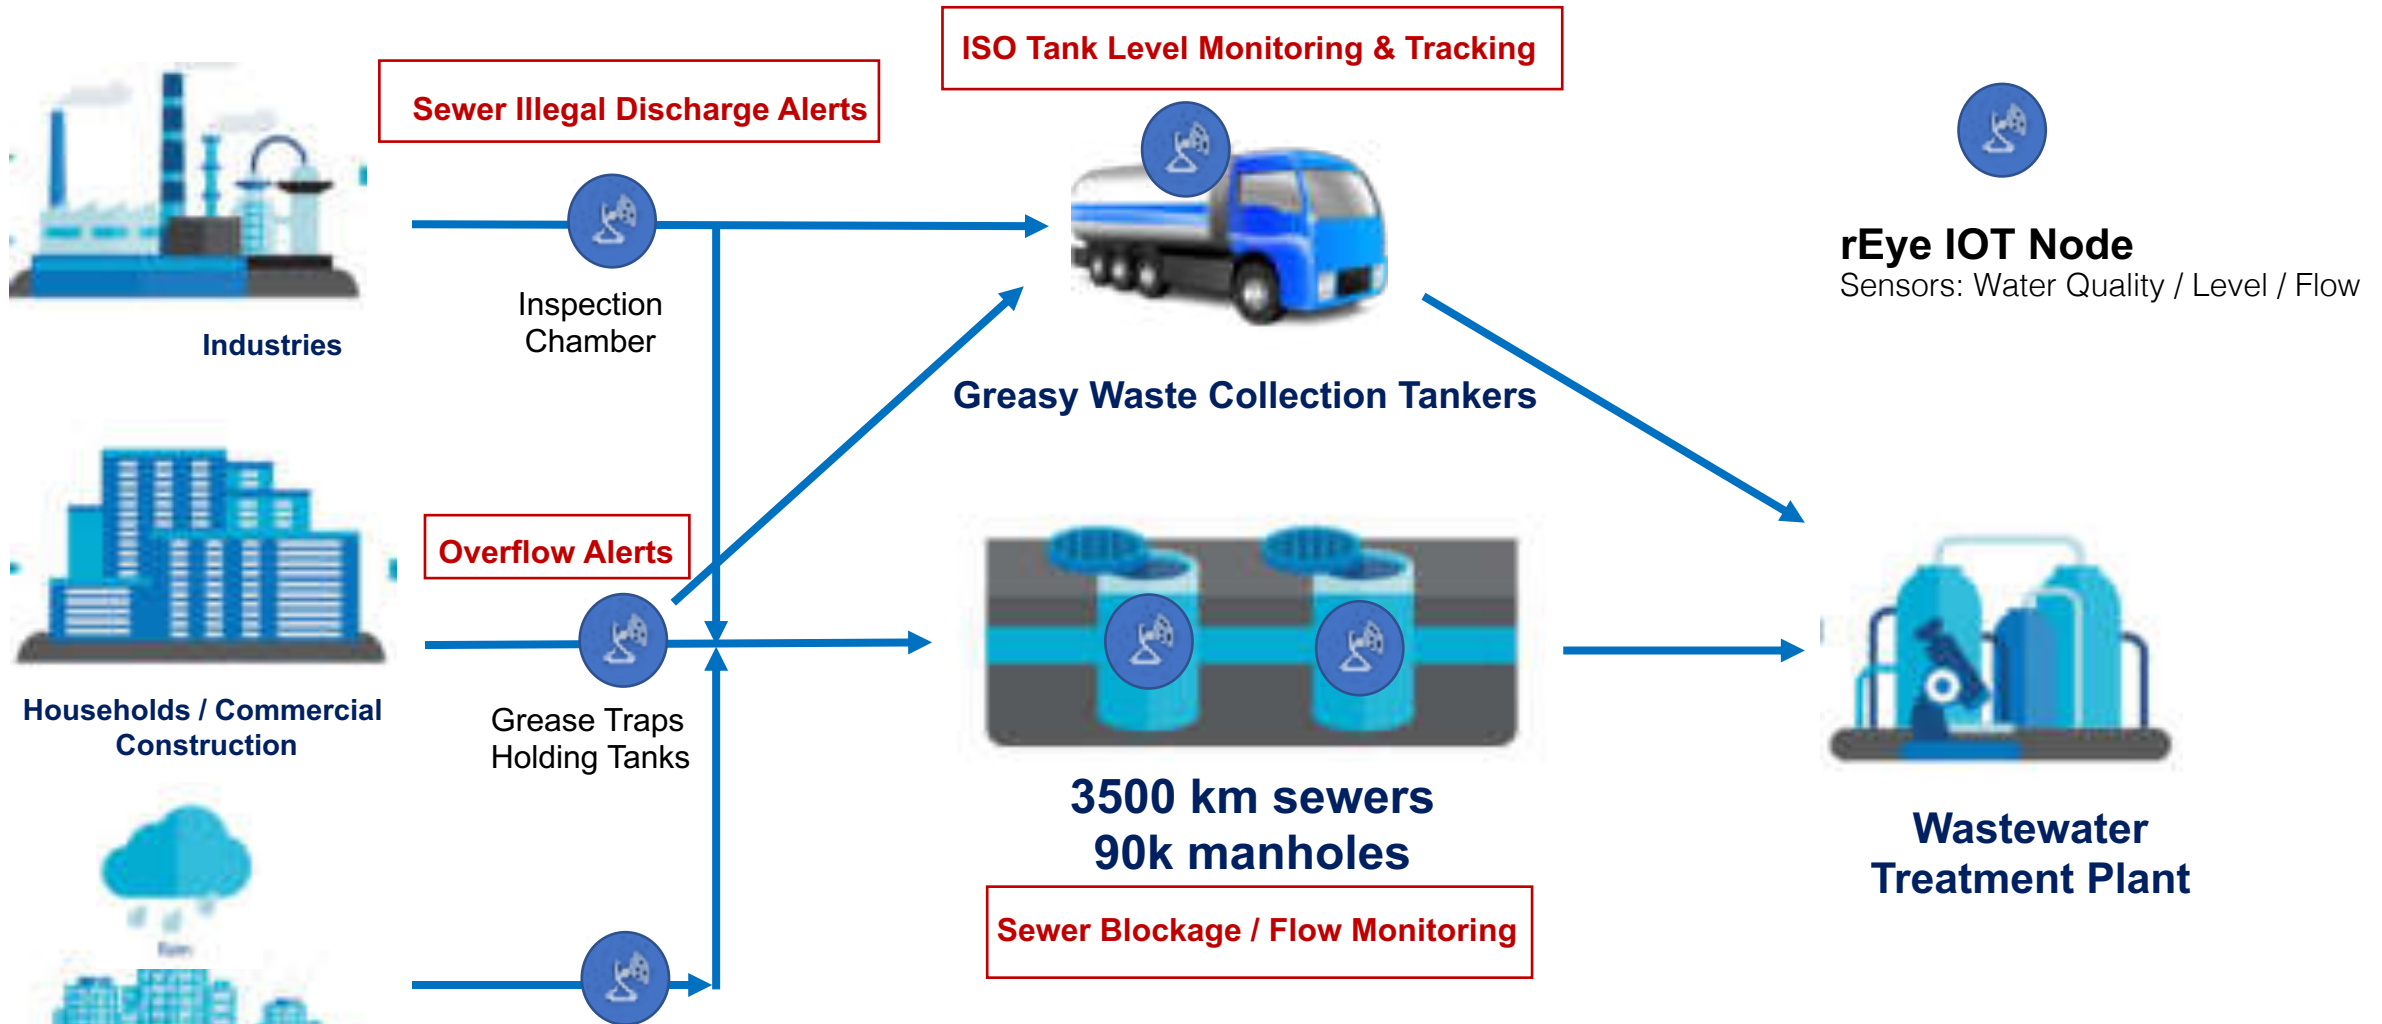 ISO Tank Level Monitoring & Tracking
Sewer Illegal Discharge Alerts
Inspection
Chamber
Industries
rEye IOT Node
Sensors: Water Quality / Level / Flow
Greasy Waste Collection Tankers
Overflow Alerts
Households / Commercial
Construction
Grease Traps
Holding Tanks
3500 km sewers
90k manholes
Sewer Blockage / Flow Monitoring
Wastewater
Treatment Plant
Rain